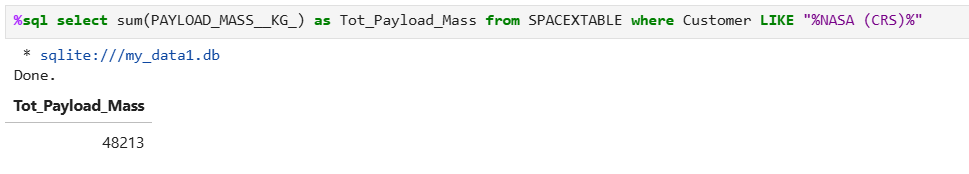 %sql select sum(PAYLOAD_MASS__KG_) as Tot_Payload_Mass from SPACEXTABLE where Customer LIKE "%NASA (CRS)%"
* sqlite:///my_data1.db
Done.
Tot_Payload_Mass
48213